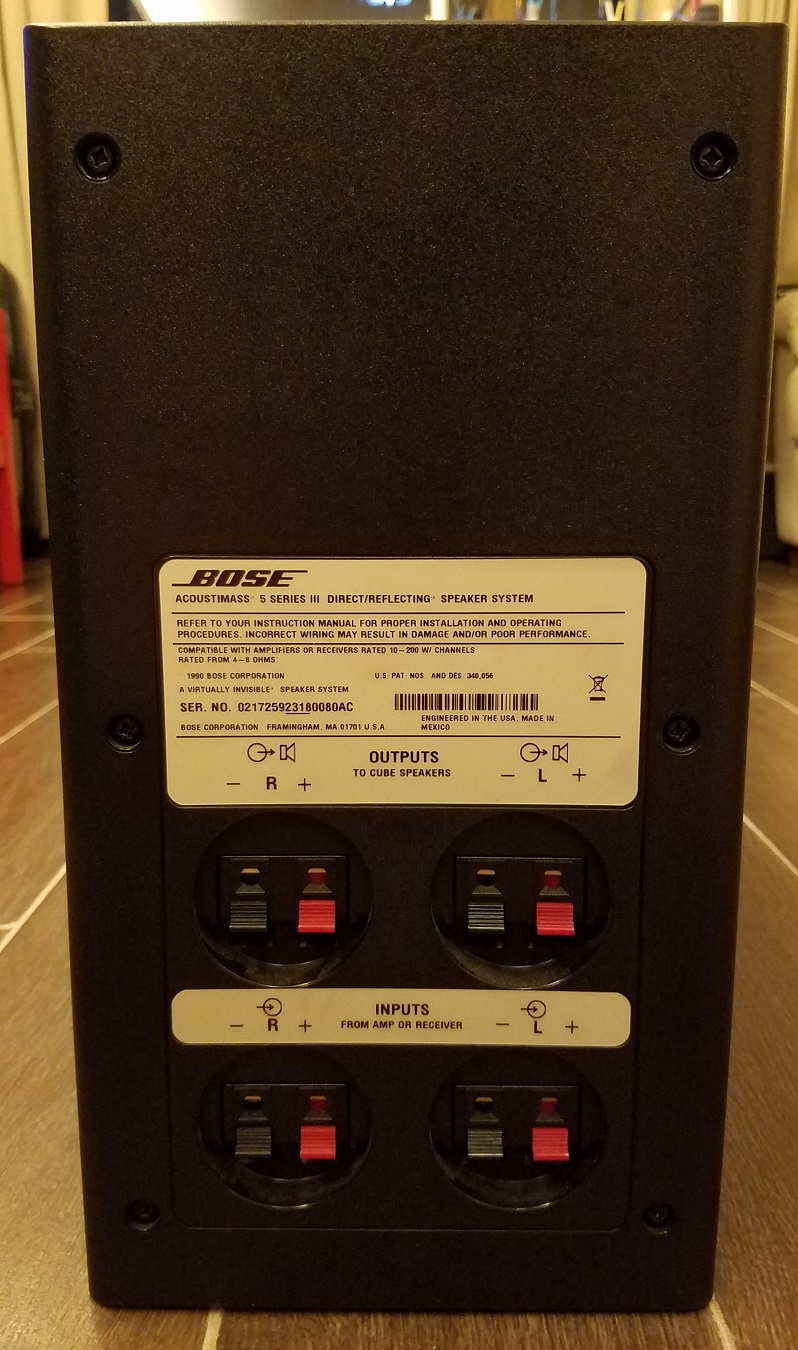 BOSE
ACOUSTIMASS™ 5 SERIES III DIRECT/REFLECTING™ SPEAKER SYSTEM
REFER TO YOUR INSTRUCTION MANUAL FOR PROPER INSTALLATION AND OPERATING
PROCEDURES. INCORRECT WIRING MAY RESULT IN DAMAGE AND/OR POOR PERFORMANCE.
COMPATIBLE WITH AMPLIFIERS OR RECEIVERS RATED 10–200 W/ CHANNELS
RATED FROM 4–8 OHMS
1990 BOSE CORPORATION U.S. PAT. NOS AND DES. 340,056
A VIRTUALLY INVISIBLE™ SPEAKER SYSTEM
SER. NO. 021725923180080AC
BOSE CORPORATION FRAMINGHAM, MA 01701 U.S.A
ENGINEERED IN THE USA, MADE IN
MEXICO
OUTPUTS
TO CUBE SPEAKERS
– R + – L +
INPUTS
FROM AMP OR RECEIVER
– R + – L +